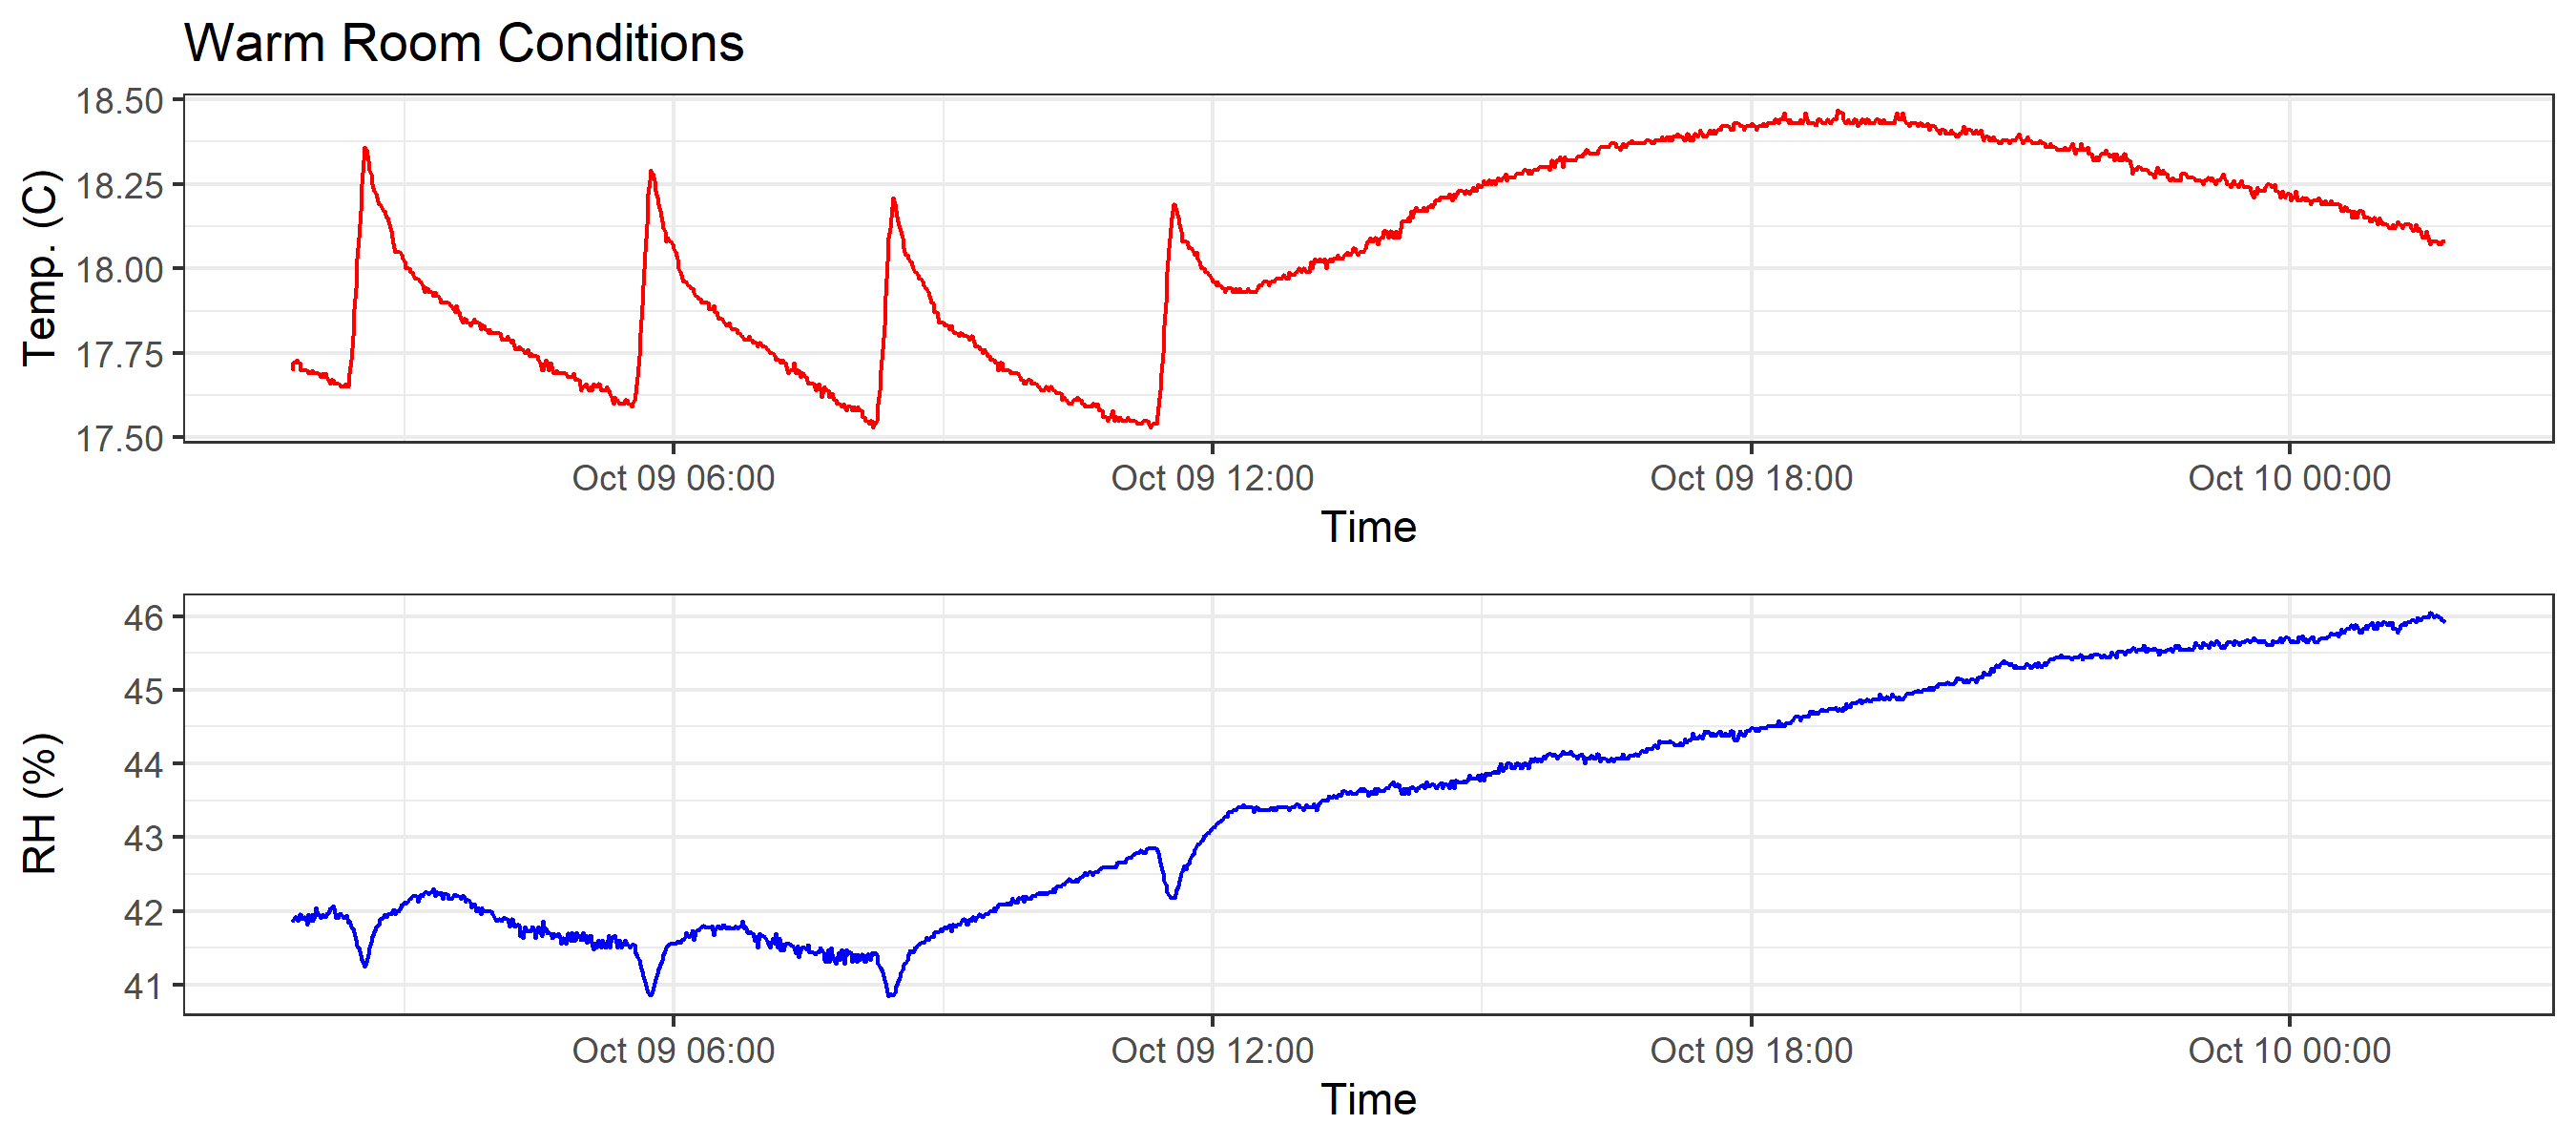 Warm Room Conditions
Temp. (C)
18.50
18.25
18.00
17.75
17.50
Oct 09 06:00 Oct 09 12:00 Oct 09 18:00 Oct 10 00:00
Time
RH (%)
46
45
44
43
42
41
Oct 09 06:00 Oct 09 12:00 Oct 09 18:00 Oct 10 00:00
Time